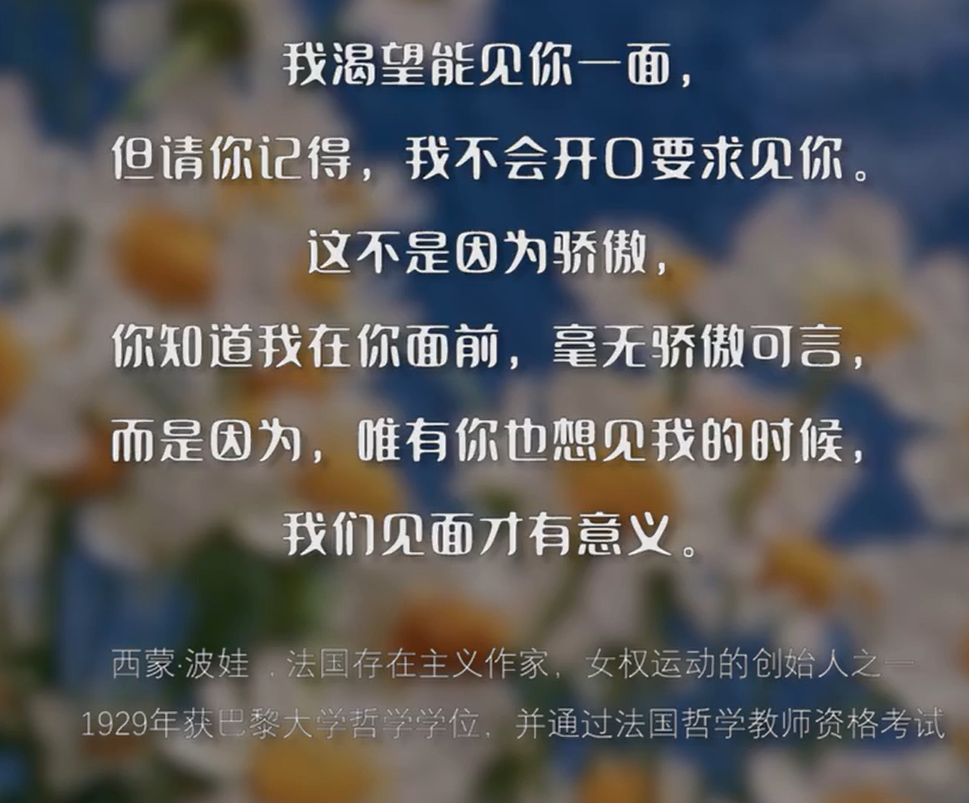 我渴望能见你一面，
但请你记得，我不会开口要求见你。
这不是因为骄傲，
你知道我在你面前，毫无骄傲可言，
而是因为，唯有你也想见我的时候，
我们见面才有意义。
西蒙·波娃，法国存在主义作家，女权运动的创始人之一
1929年获巴黎大学哲学学位，并通过法国哲学教师资格考试